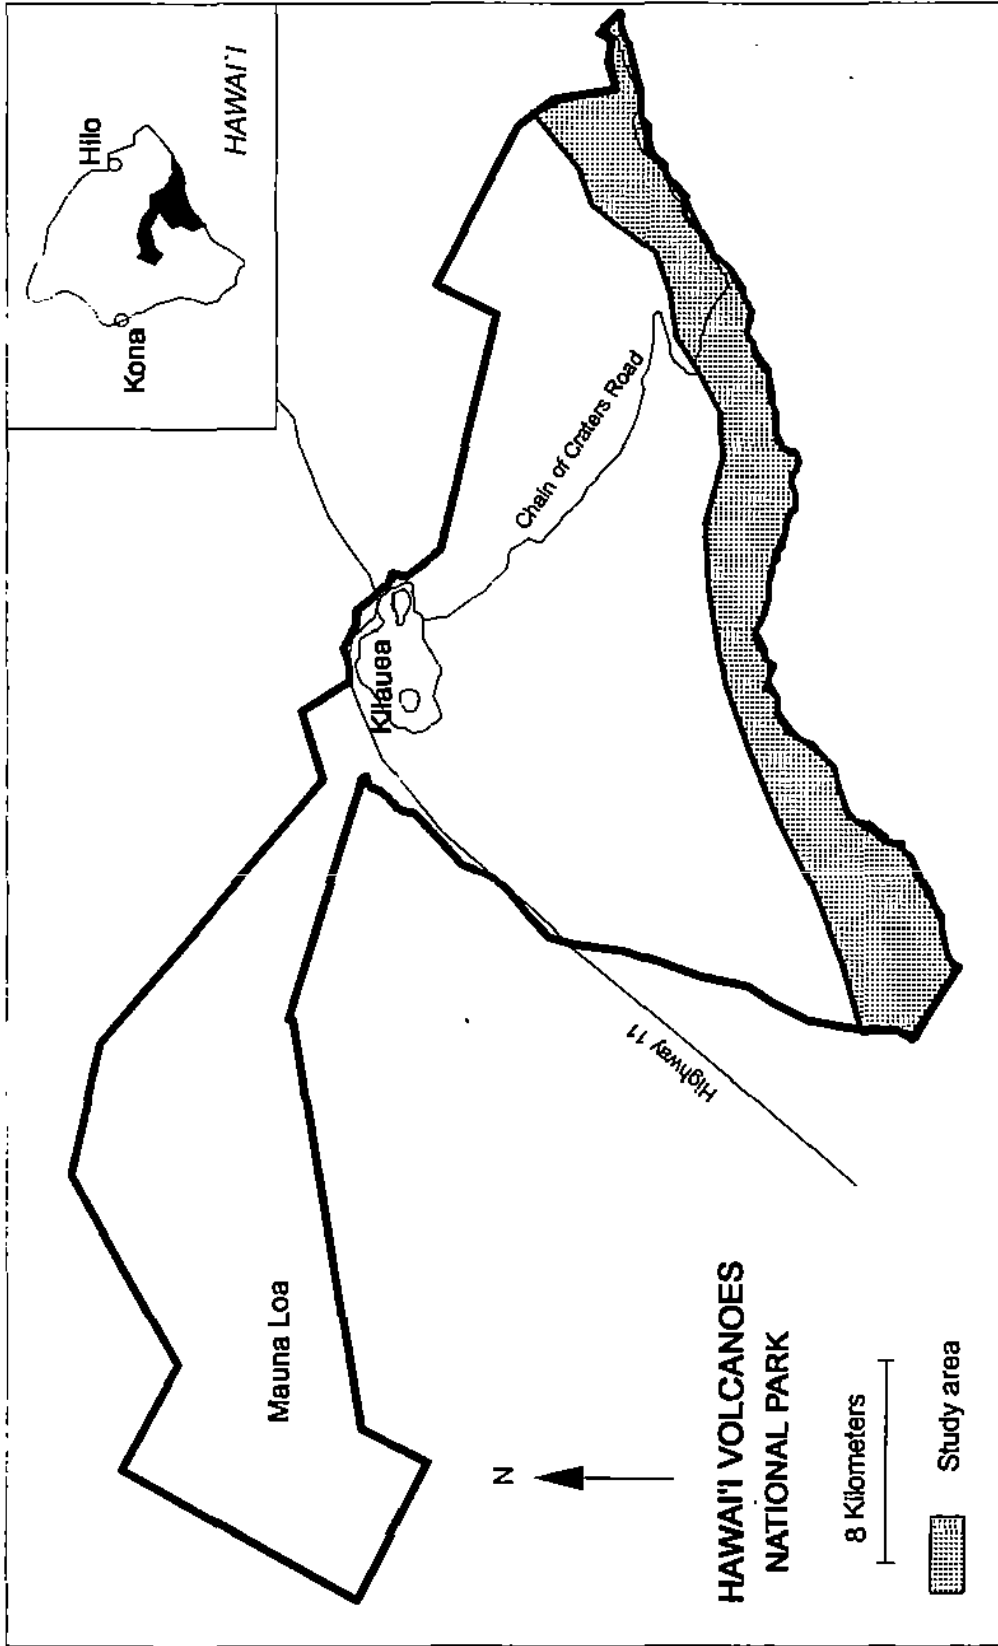 Hilo
Kona
HAWAI`I
Mauna Loa
Kilauea
Chain of Craters Road
Highway 11
N
HAWAI'I VOLCANOES
NATIONAL PARK
8 Kilometers
Study area